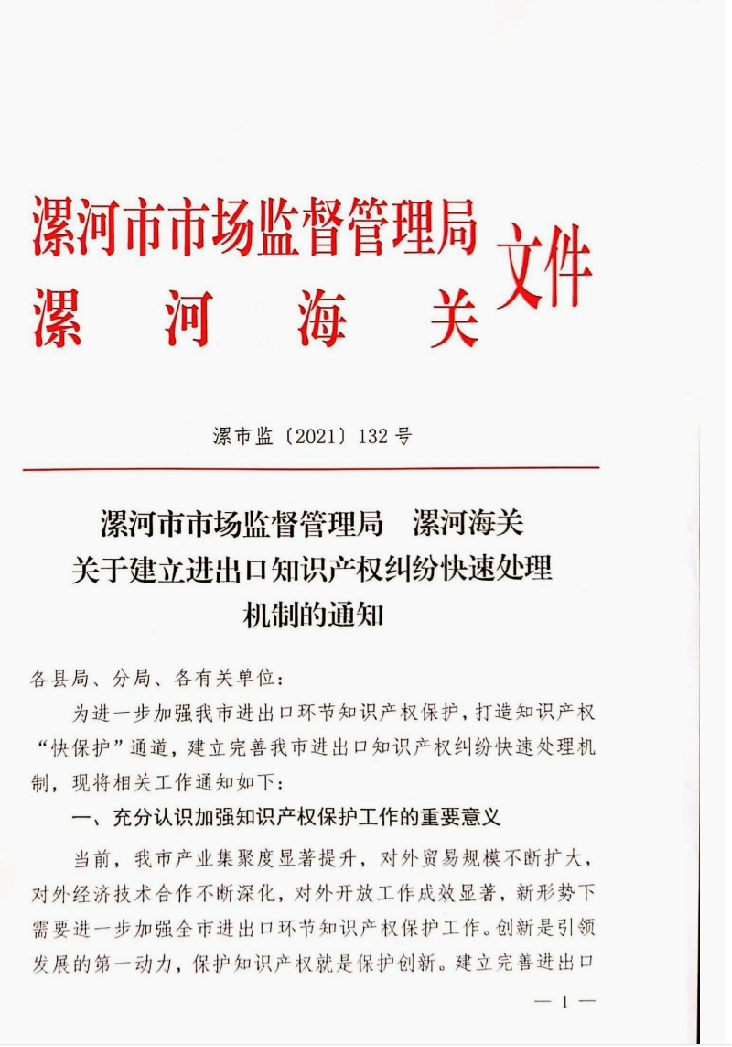 漯河市市场监督管理局
漯河海关
文件
漯市监〔2021〕132号
漯河市市场监督管理局 漯河海关
关于建立进出口知识产权纠纷快速处理
机制的通知
各县局、分局、各有关单位：
为进一步加强我市进出口环节知识产权保护，打造知识产权
“快保护”通道，建立完善我市进出口知识产权纠纷快速处理机
制，现将相关工作通知如下：
一、充分认识加强知识产权保护工作的重要意义
当前，我市产业集聚度显著提升，对外贸易规模不断扩大，
对外经济技术合作不断深化，对外开放工作成效显著，新形势下
需要进一步加强全市进出口环节知识产权保护工作。创新是引领
发展的第一动力，保护知识产权就是保护创新。建立完善进出口
— 1 —